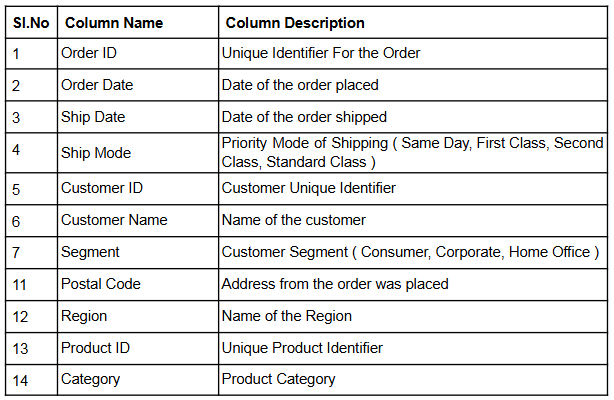 Sl.No Column Name Column Description
1 Order ID Unique Identifier For the Order
2 Order Date Date of the order placed
3 Ship Date Date of the order shipped
4 Ship Mode Priority Mode of Shipping ( Same Day, First Class, Second
Class, Standard Class )
5 Customer ID Customer Unique Identifier
6 Customer Name Name of the customer
7 Segment Customer Segment ( Consumer, Corporate, Home Office )
11 Postal Code Address from the order was placed
12 Region Name of the Region
13 Product ID Unique Product Identifier
14 Category Product Category